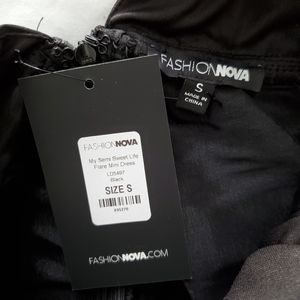 FASHIONNOVA
S
MADE IN
CHINA
FASHIONNOVA
My Semi Sweet Life
Flare Mini Dress
LD5497
Black
SIZE S
FASHIONNOVA.COM